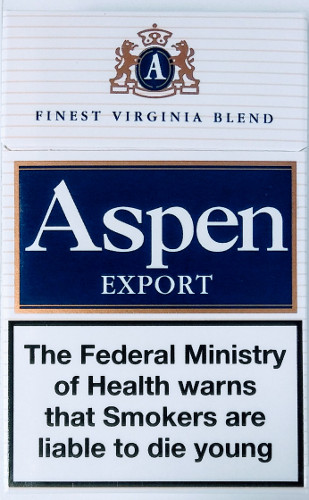 A
FINEST VIRGINIA BLEND
Aspen
EXPORT
The Federal Ministry
of Health warns
that Smokers are
liable to die young